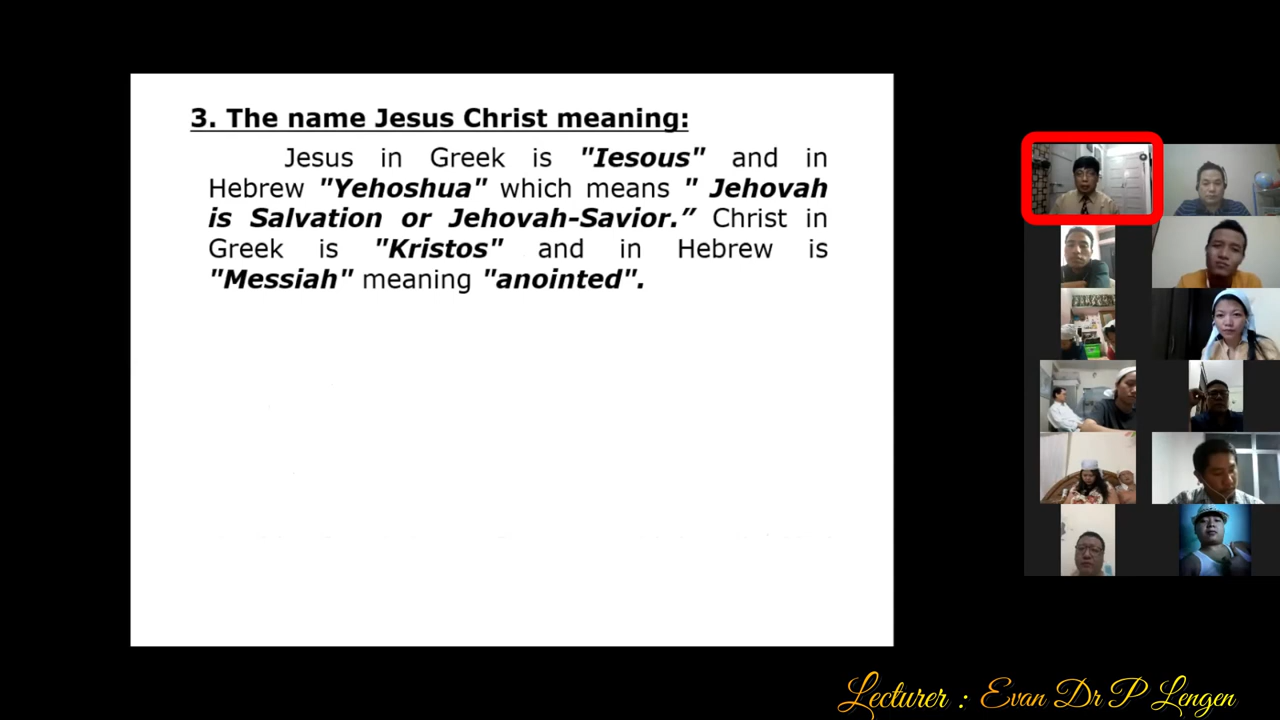 3. The name Jesus Christ meaning:
Jesus in Greek is "Iesous" and in
Hebrew "Yehoshua" which means " Jehovah
is Salvation or Jehovah-Savior.” Christ in
Greek is "Kristos" and in Hebrew is
"Messiah" meaning "anointed".
Lecturer : Evan Dr P Lengen